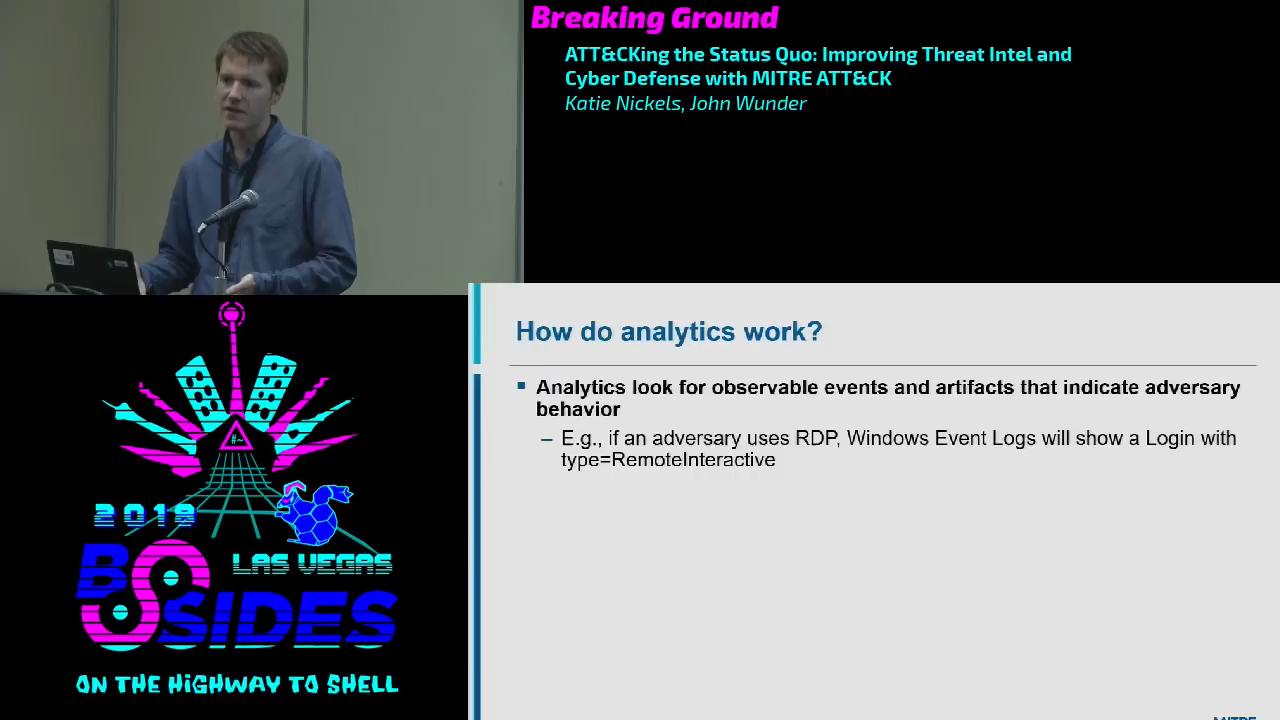 Breaking Ground
ATT&CKing the Status Quo: Improving Threat Intel and
Cyber Defense with MITRE ATT&CK
Katie Nickels, John Wunder
How do analytics work?
▪ Analytics look for observable events and artifacts that indicate adversary
behavior
– E.g., if an adversary uses RDP, Windows Event Logs will show a Login with
type=RemoteInteractive
MITRE
#~
2018
LAS VEGAS
BSIDES
ON THE HiGHWAY TO SHELL